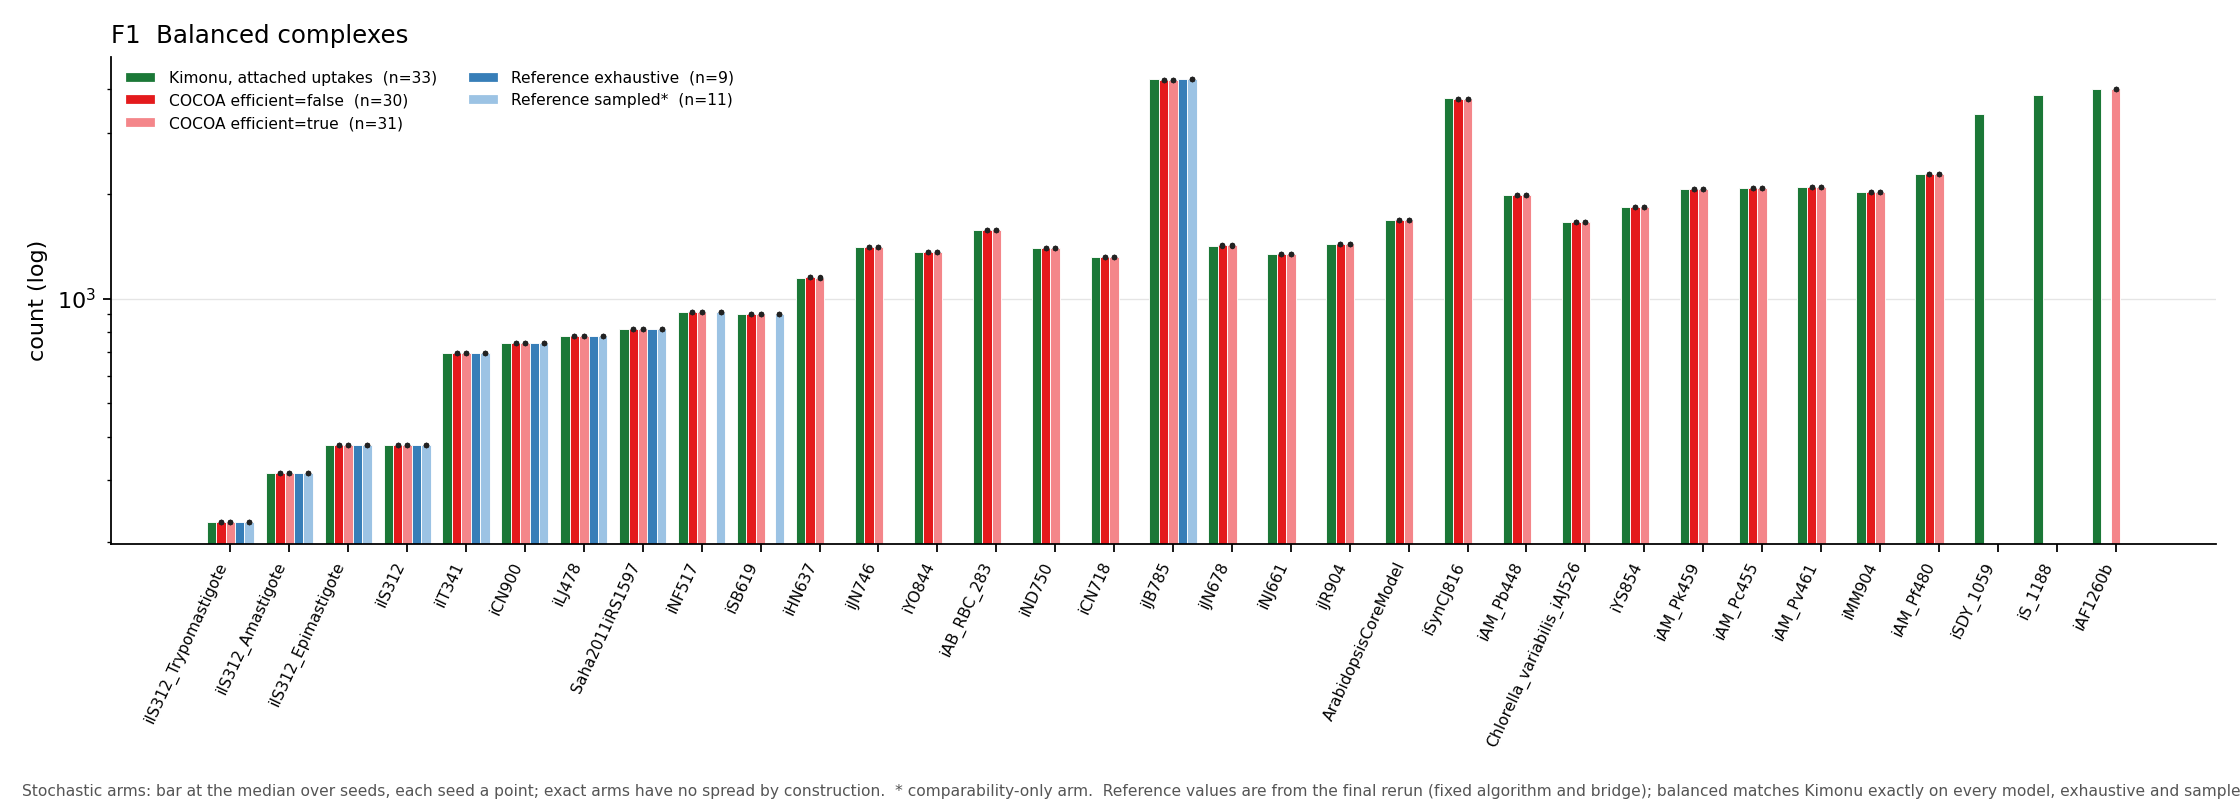 F1 Balanced complexes
Kimonu, attached uptakes (n=33)
COCOA efficient=false (n=30)
COCOA efficient=true (n=31)
Reference exhaustive (n=9)
Reference sampled* (n=11)
count (log)
10³
iIS312_Trypomastigote
iIS312_Amastigote
iIS312_Epimastigote
iIS312
iIT341
iCN900
iLJ478
Saha2011iRS1597
iNF517
iSB619
iHN637
iJN746
iYO844
iAB_RBC_283
iND750
iCN718
iJB785
iJN678
iNJ661
iJR904
ArabidopsisCoreModel
iSynCJ816
iAM_Pb448
Chlorella_variabilis_iAJ526
iYS854
iAM_Pk459
iAM_Pc455
iAM_Pv461
iMM904
iAM_Pf480
iSDY_1059
iS_1188
iAF1260b
Stochastic arms: bar at the median over seeds, each seed a point; exact arms have no spread by construction. * comparability-only arm. Reference values are from the final rerun (fixed algorithm and bridge); balanced matches Kimonu exactly on every model, exhaustive and sample